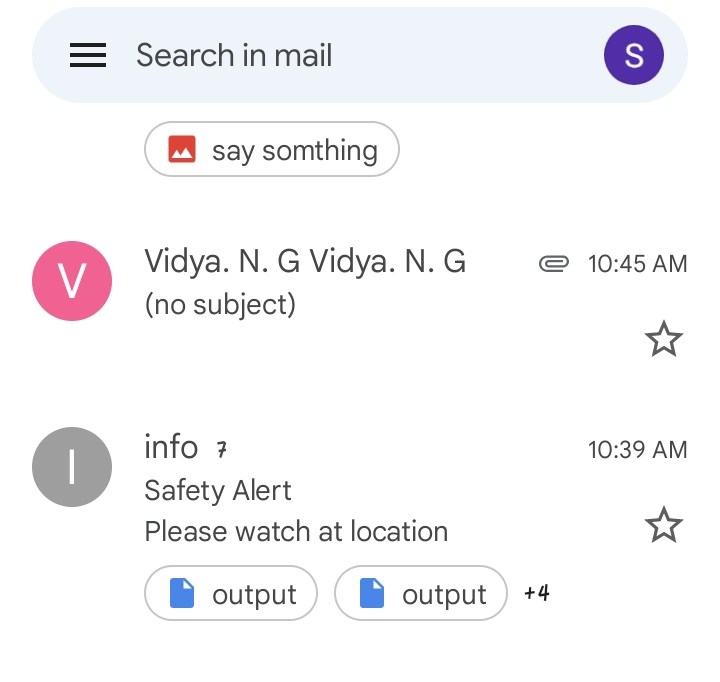 Search in mail
S
say somthing
V
Vidya. N. G Vidya. N. G
10:45 AM
(no subject)
I
info 7
10:39 AM
Safety Alert
Please watch at location
output output +4